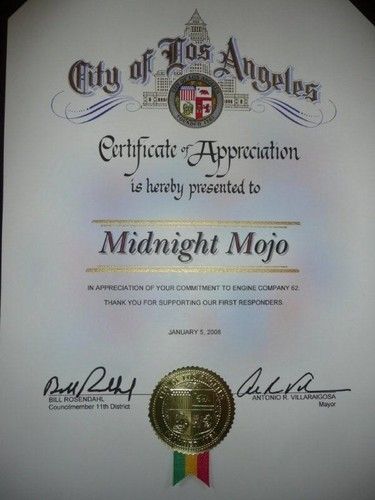 City of Los Angeles
Certificate of Appreciation
is hereby presented to
Midnight Mojo
IN APPRECIATION OF YOUR COMMITMENT TO ENGINE COMPANY 62.
THANK YOU FOR SUPPORTING OUR FIRST RESPONDERS.
JANUARY 5, 2008
BILL ROSENDAHL
Councilmember 11th District
ANTONIO R. VILLARAIGOSA
Mayor